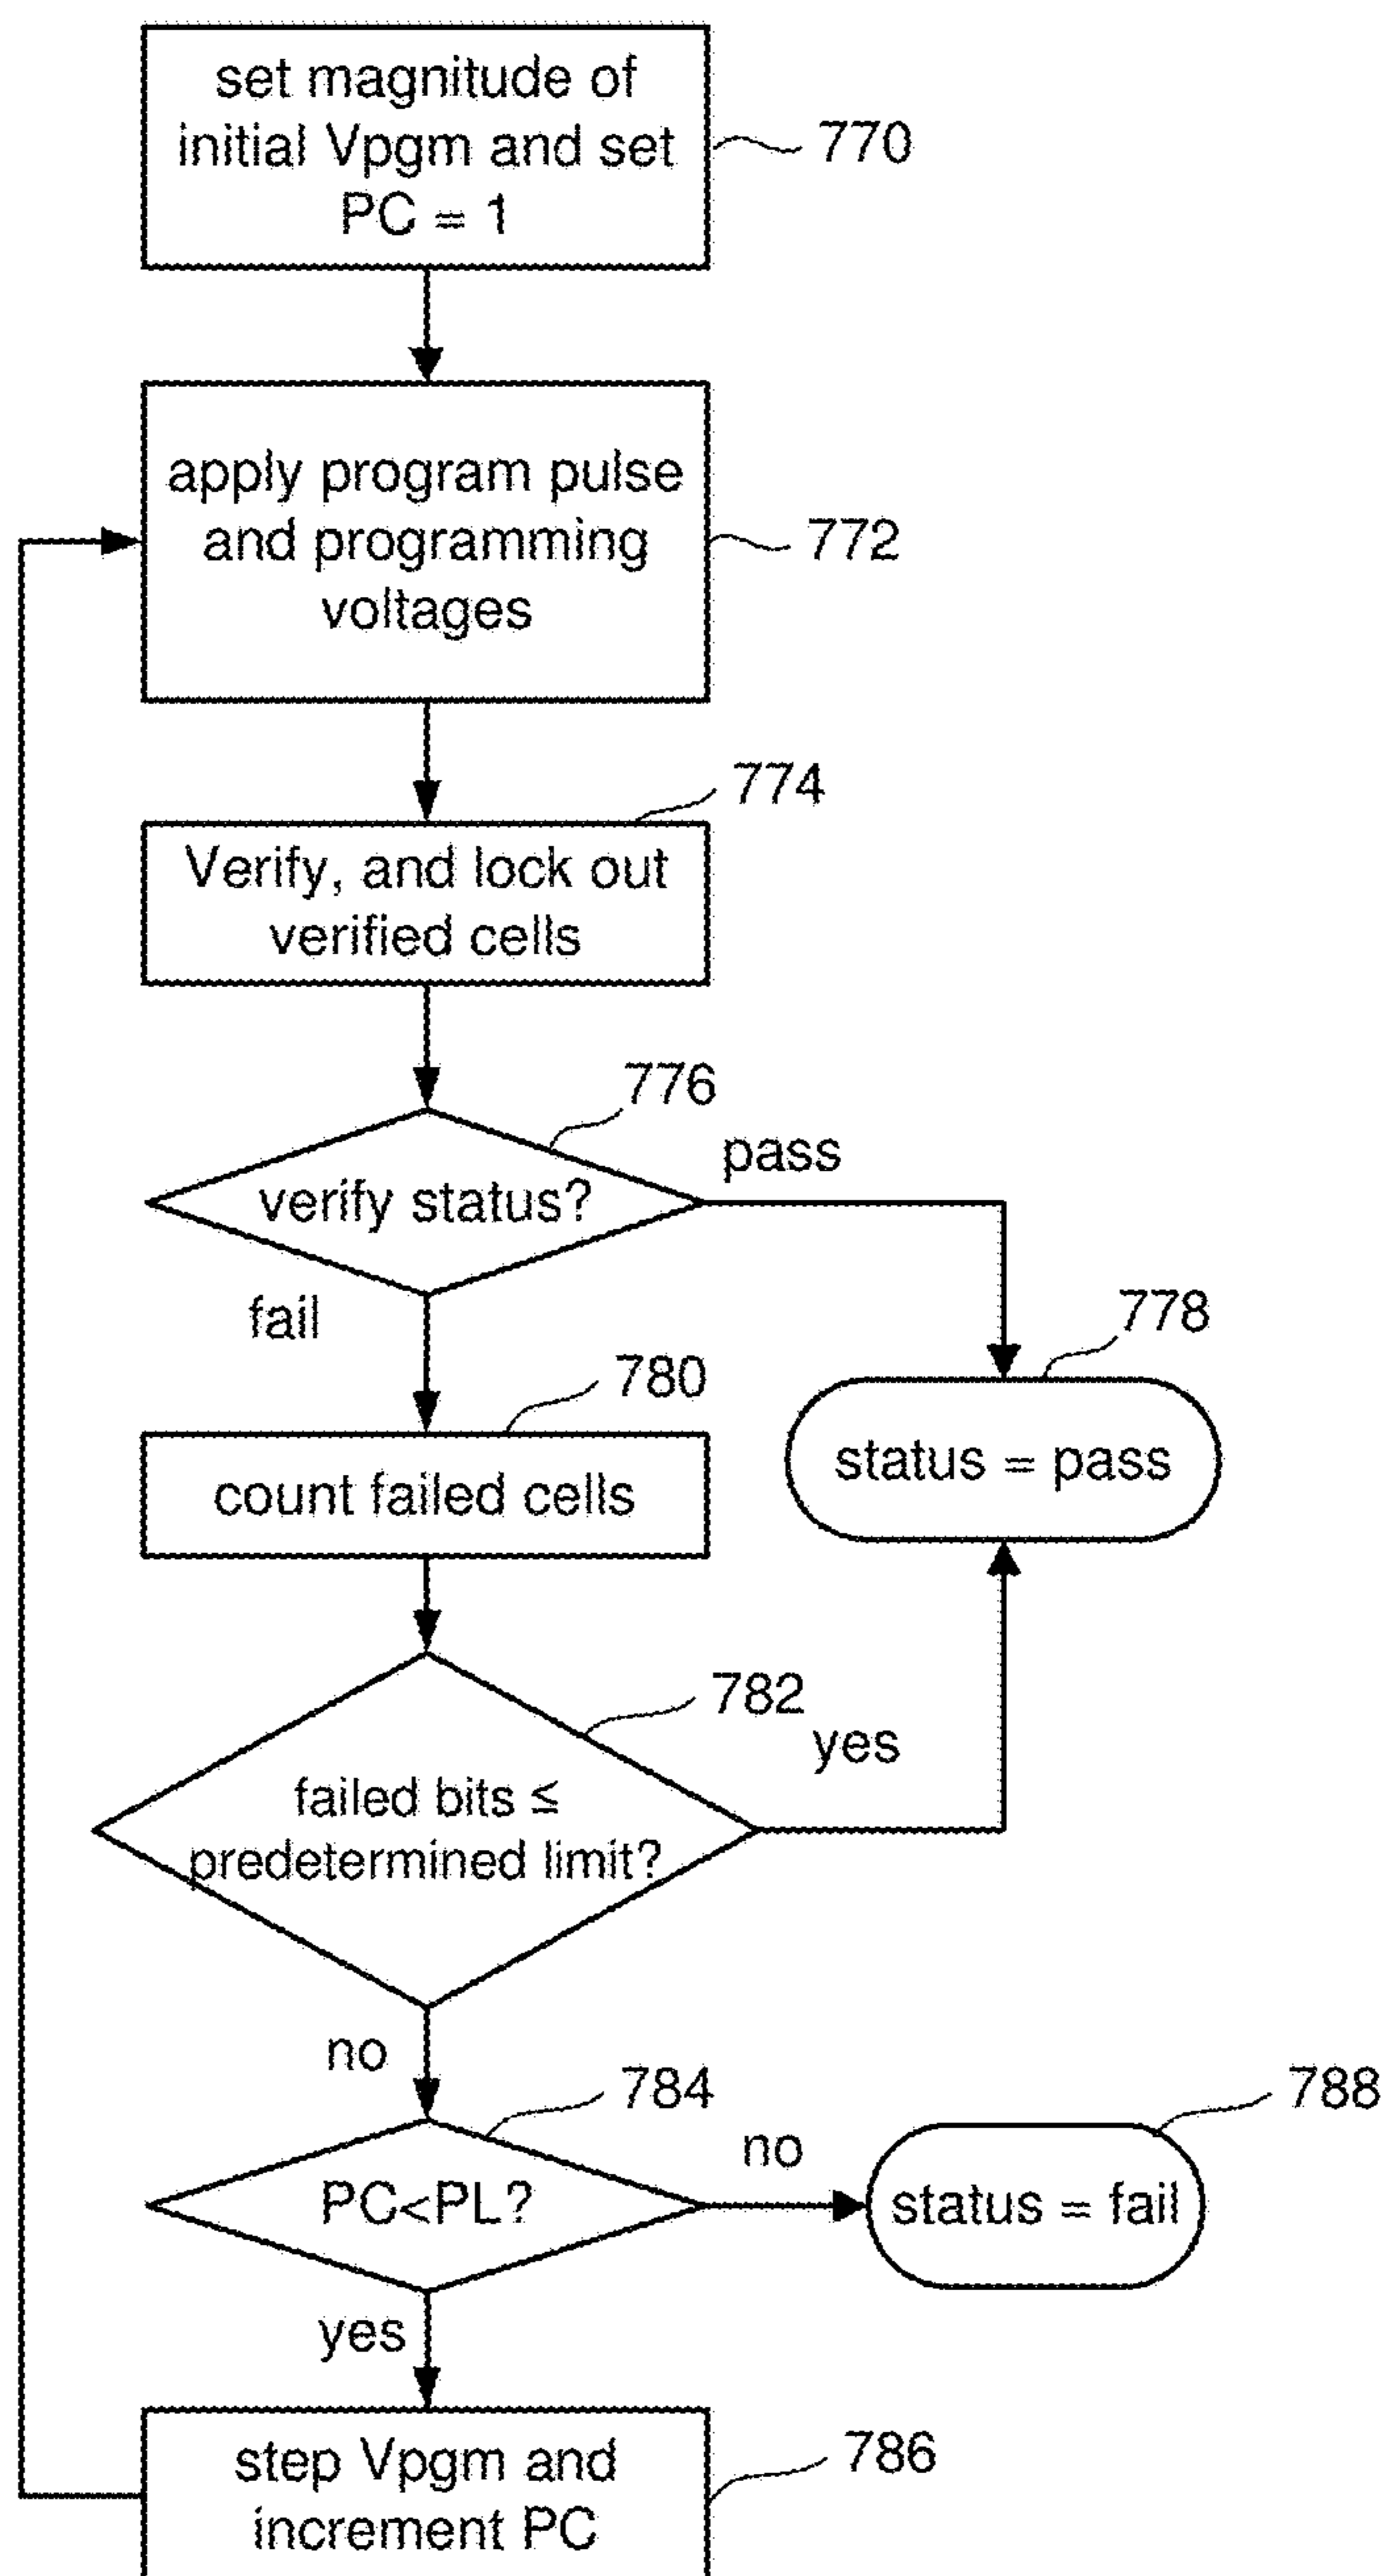 set magnitude of
initial Vpgm and set
PC = 1
770
apply program pulse
and programming
voltages
772
774
Verify, and lock out
verified cells
776
pass
verify status?
fail
778
780
status = pass
count failed cells
782
yes
failed bits ≤
predetermined limit?
no
784
788
no
PC<PL?
status = fail
yes
786
step Vpgm and
increment PC